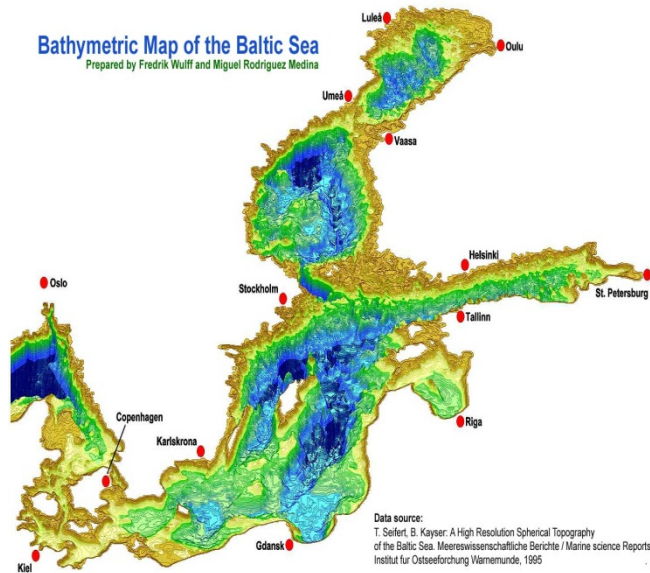 Bathymetric Map of the Baltic Sea
Prepared by Fredrik Wulff and Miguel Rodriguez Medina
Luleå
Oulu
Umeå
Vaasa
Helsinki
Oslo
Stockholm
St. Petersburg
Tallinn
Copenhagen
Karlskrona
Riga
Gdansk
Kiel
Data source:
T. Seifert, B. Kayser: A High Resolution Spherical Topography
of the Baltic Sea. Meereswissenschaftliche Berichte / Marine science Reports
Institut fur Ostseeforschung Warnemunde, 1995